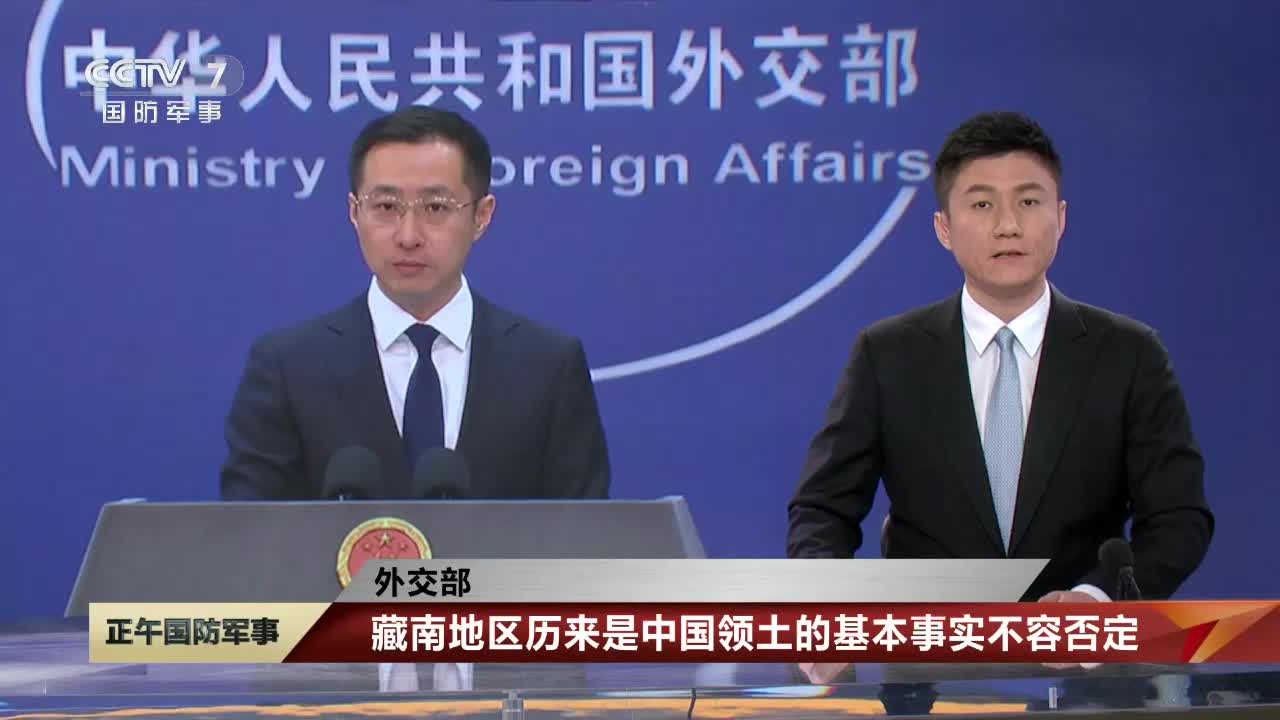 中华人民共和国外交部
CCTV 7
国防军事
Ministry oreign Affairs
外交部
正午国防军事
藏南地区历来是中国领土的基本事实不容否定